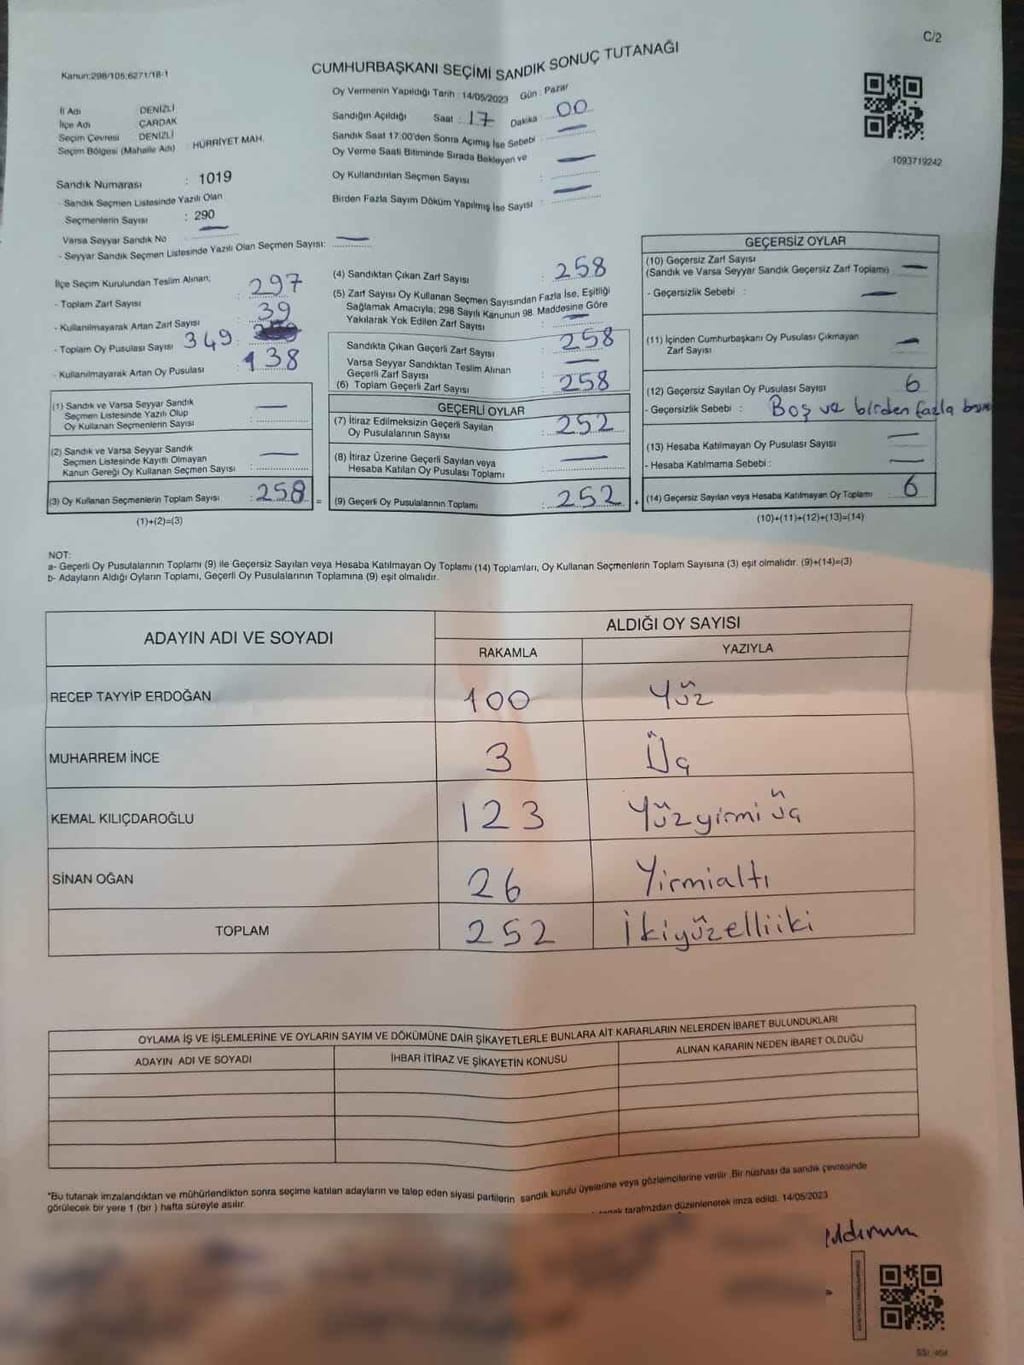 C/2
Kanun:298/105;6271/18-1
CUMHURBAŞKANI SEÇİMİ SANDIK SONUÇ TUTANAĞI
İl Adı DENİZLİ
İlçe Adı ÇARDAK
Seçim Çevresi DENİZLİ
Seçim Bölgesi (Mahalle Adı) HÜRRİYET MAH.
Sandık Numarası : 1019
- Sandık Seçmen Listesinde Yazılı Olan
Seçmenlerin Sayısı : 290
Varsa Seyyar Sandık No
- Seyyar Sandık Seçmen Listesinde Yazılı Olan Seçmen Sayısı:
Oy Vermenin Yapıldığı Tarih : 14/05/2023 Gün : Pazar
Sandığın Açıldığı Saat : 17 Dakika 00
Sandık Saat 17:00'den Sonra Açılmış İse Sebebi
Oy Verme Saati Bitiminde Sırada Bekleyen ve
Oy Kullandırılan Seçmen Sayısı
Birden Fazla Sayım Döküm Yapılmış İse Sayısı
1093719242
İlçe Seçim Kurulundan Teslim Alınan;
- Toplam Zarf Sayısı : 297
- Kullanılmayarak Artan Zarf Sayısı : 39
- Toplam Oy Pusulası Sayısı 349
- Kullanılmayarak Artan Oy Pusulası 138
(1) Sandık ve Varsa Seyyar Sandık
Seçmen Listesinde Yazılı Olup
Oy Kullanan Seçmenlerin Sayısı
(2) Sandık ve Varsa Seyyar Sandık
Seçmen Listesinde Kayıtlı Olmayan
Kanun Gereği Oy Kullanan Seçmen Sayısı
(3) Oy Kullanan Seçmenlerin Toplam Sayısı : 258 =
(1)+(2)=(3)
(4) Sandıktan Çıkan Zarf Sayısı : 258
(5) Zarf Sayısı Oy Kullanan Seçmen Sayısından Fazla İse, Eşitliği
Sağlamak Amacıyla; 298 Sayılı Kanunun 98. Maddesine Göre
Yakılarak Yok Edilen Zarf Sayısı
Sandıkta Çıkan Geçerli Zarf Sayısı : 258
Varsa Seyyar Sandıktan Teslim Alınan
Geçerli Zarf Sayısı
(6) Toplam Geçerli Zarf Sayısı : 258
GEÇERLİ OYLAR
(7) İtiraz Edilmeksizin Geçerli Sayılan
Oy Pusulalarının Sayısı : 252
(8) İtiraz Üzerine Geçerli Sayılan veya
Hesaba Katılan Oy Pusulası Toplamı
(9) Geçerli Oy Pusulalarının Toplamı : 252 +
GEÇERSİZ OYLAR
(10) Geçersiz Zarf Sayısı
(Sandık ve Varsa Seyyar Sandık Geçersiz Zarf Toplamı)
- Geçersizlik Sebebi :
(11) İçinden Cumhurbaşkanı Oy Pusulası Çıkmayan
Zarf Sayısı
(12) Geçersiz Sayılan Oy Pusulası Sayısı 6
- Geçersizlik Sebebi : Boş ve birden fazla
(13) Hesaba Katılmayan Oy Pusulası Sayısı
- Hesaba Katılmama Sebebi :
(14) Geçersiz Sayılan veya Hesaba Katılmayan Oy Toplamı 6
(10)+(11)+(12)+(13)=(14)
NOT:
a- Geçerli Oy Pusulalarının Toplamı (9) ile Geçersiz Sayılan veya Hesaba Katılmayan Oy Toplamı (14) Toplamları, Oy Kullanan Seçmenlerin Toplam Sayısına (3) eşit olmalıdır. (9)+(14)=(3)
b- Adayların Aldığı Oyların Toplamı, Geçerli Oy Pusulalarının Toplamına (9) eşit olmalıdır.
ADAYIN ADI VE SOYADI ALDIĞI OY SAYISI
RAKAMLA YAZIYLA
RECEP TAYYİP ERDOĞAN 100 Yüz
MUHARREM İNCE 3 Üç
KEMAL KILIÇDAROĞLU 123 Yüzyirmi üç
SİNAN OĞAN 26 Yirmialtı
TOPLAM 252 İkiyüzelliiki
OYLAMA İŞ VE İŞLEMLERİNE VE OYLARIN SAYIM VE DÖKÜMÜNE DAİR ŞİKAYETLERLE BUNLARA AİT KARARLARIN NELERDEN İBARET BULUNDUKLARI
ADAYIN ADI VE SOYADI İHBAR İTİRAZ VE ŞİKAYETİN KONUSU ALINAN KARARIN NEDEN İBARET OLDUĞU
*Bu tutanak imzalandıktan ve mühürlendikten sonra seçime katılan adayların ve talep eden siyasi partilerin sandık kurulu üyelerine veya gözlemcilerine verilir. Bir nüshası da sandık çevresinde
görülecek bir yere 1 (bir) hafta süreyle asılır.
tarafımızdan düzenlenerek imza edildi. 14/05/2023